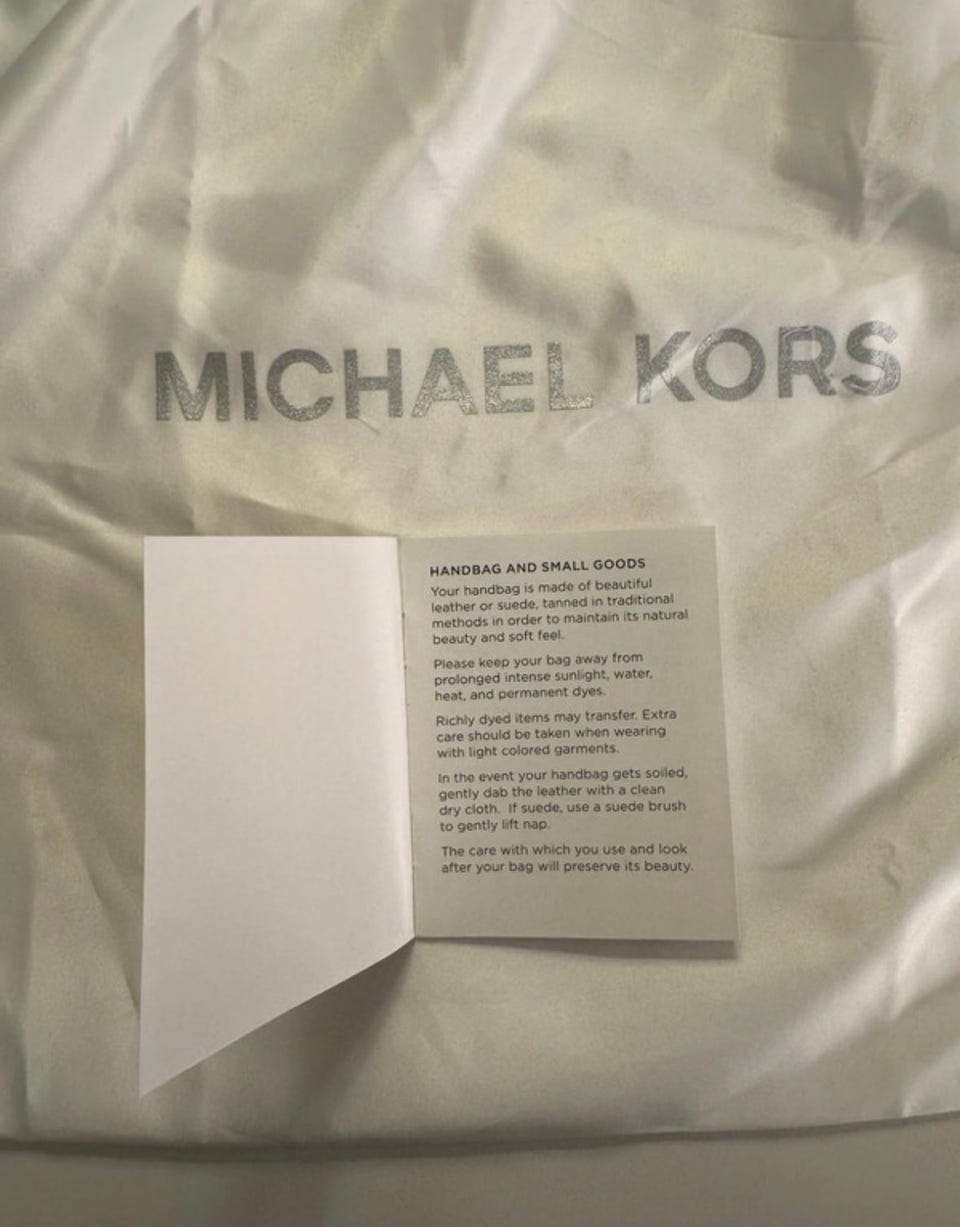 MICHAEL KORS
HANDBAG AND SMALL GOODS
Your handbag is made of beautiful
leather or suede, tanned in traditional
methods in order to maintain its natural
beauty and soft feel.
Please keep your bag away from
prolonged intense sunlight, water,
heat, and permanent dyes.
Richly dyed items may transfer. Extra
care should be taken when wearing
with light colored garments.
In the event your handbag gets soiled,
gently dab the leather with a clean
dry cloth. If suede, use a suede brush
to gently lift nap.
The care with which you use and look
after your bag will preserve its beauty.